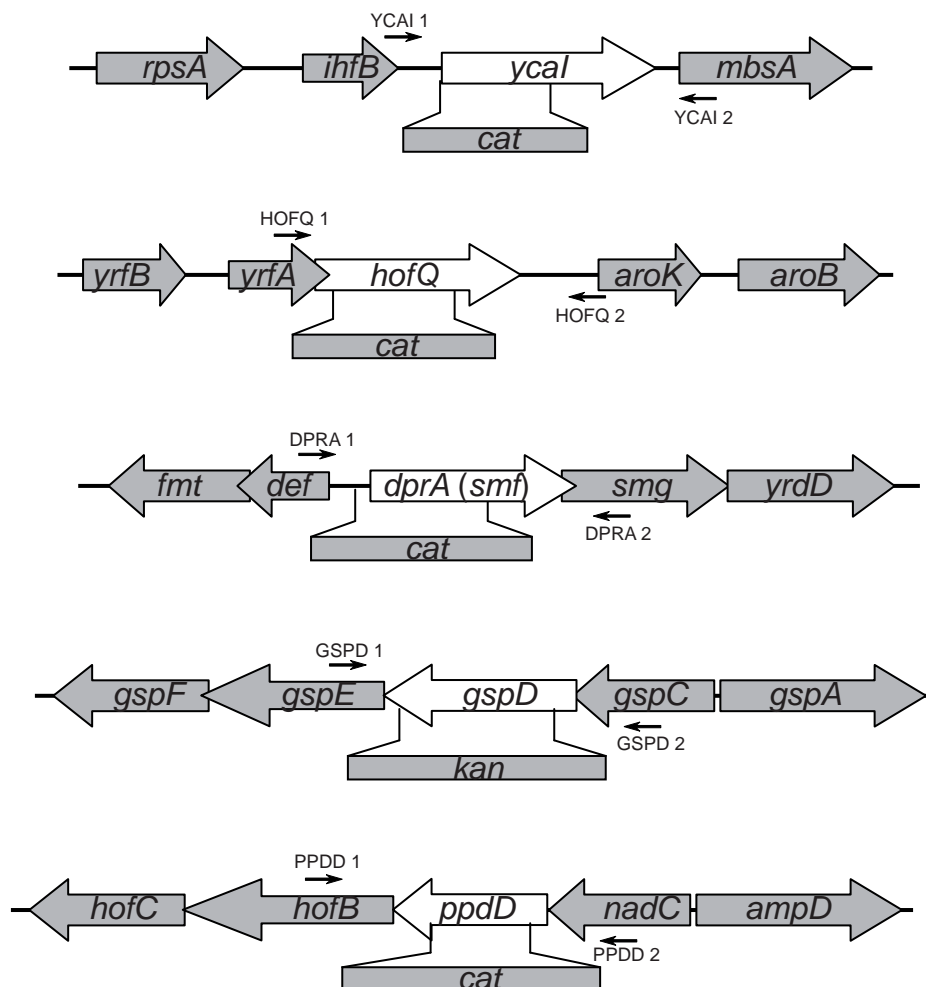 YCAI 1
rpsA ihfB ycaI mbsA
YCAI 2
cat
HOFQ 1
yrfB yrfA hofQ aroK aroB
HOFQ 2
cat
DPRA 1
fmt def dprA (smf) smg yrdD
DPRA 2
cat
GSPD 1
gspF gspE gspD gspC gspA
GSPD 2
kan
PPDD 1
hofC hofB ppdD nadC ampD
PPDD 2
cat